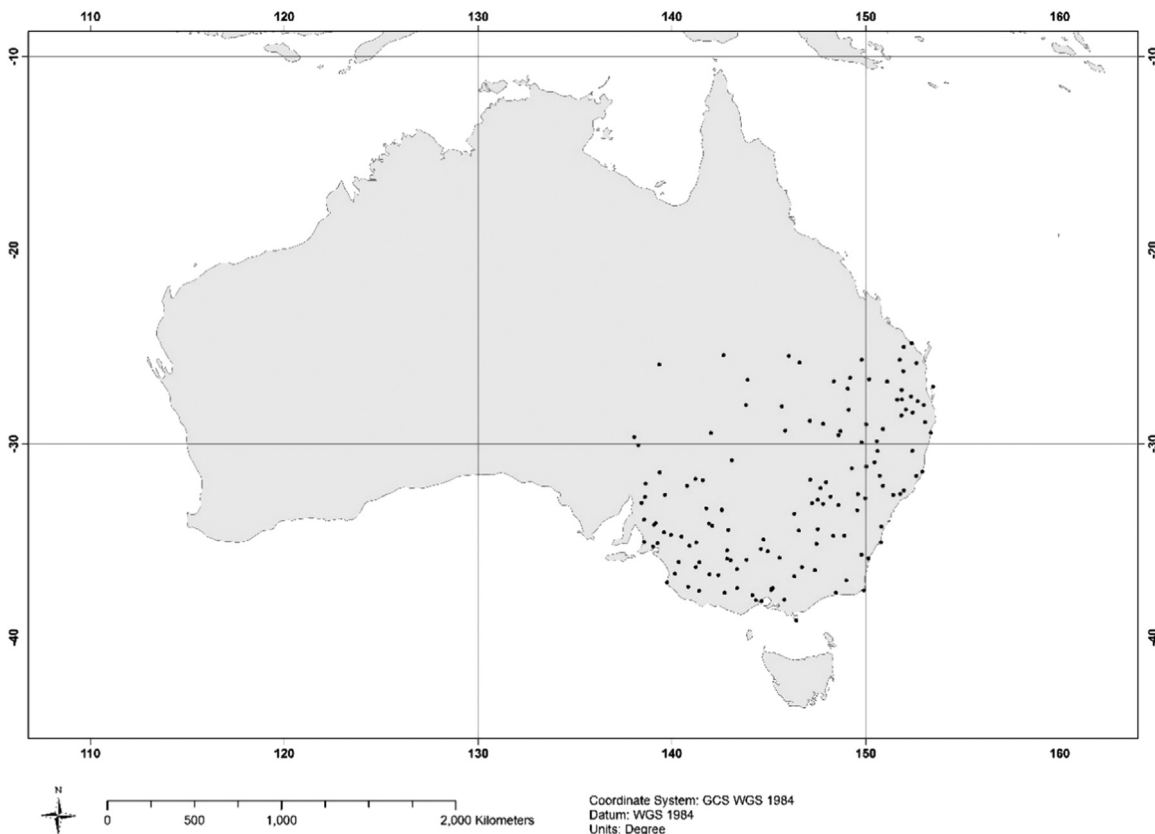 110 120 130 140 150 160
-10 -10
-20 -20
-30 -30
-40 -40
110 120 130 140 150 160
N
0 500 1,000 2,000 Kilometers
Coordinate System: GCS WGS 1984
Datum: WGS 1984
Units: Degree